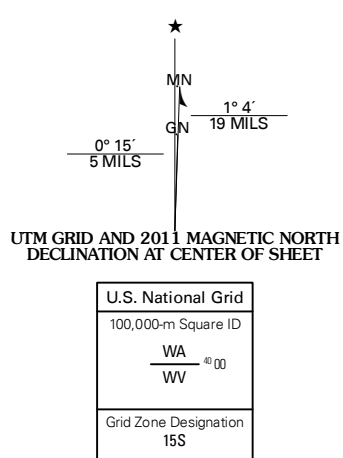 ★
MN
1° 4´
19 MILS
GN
0° 15´
5 MILS
UTM GRID AND 2011 MAGNETIC NORTH
DECLINATION AT CENTER OF SHEET
U.S. National Grid
100,000-m Square ID
WA
40 00
WV
Grid Zone Designation
15S